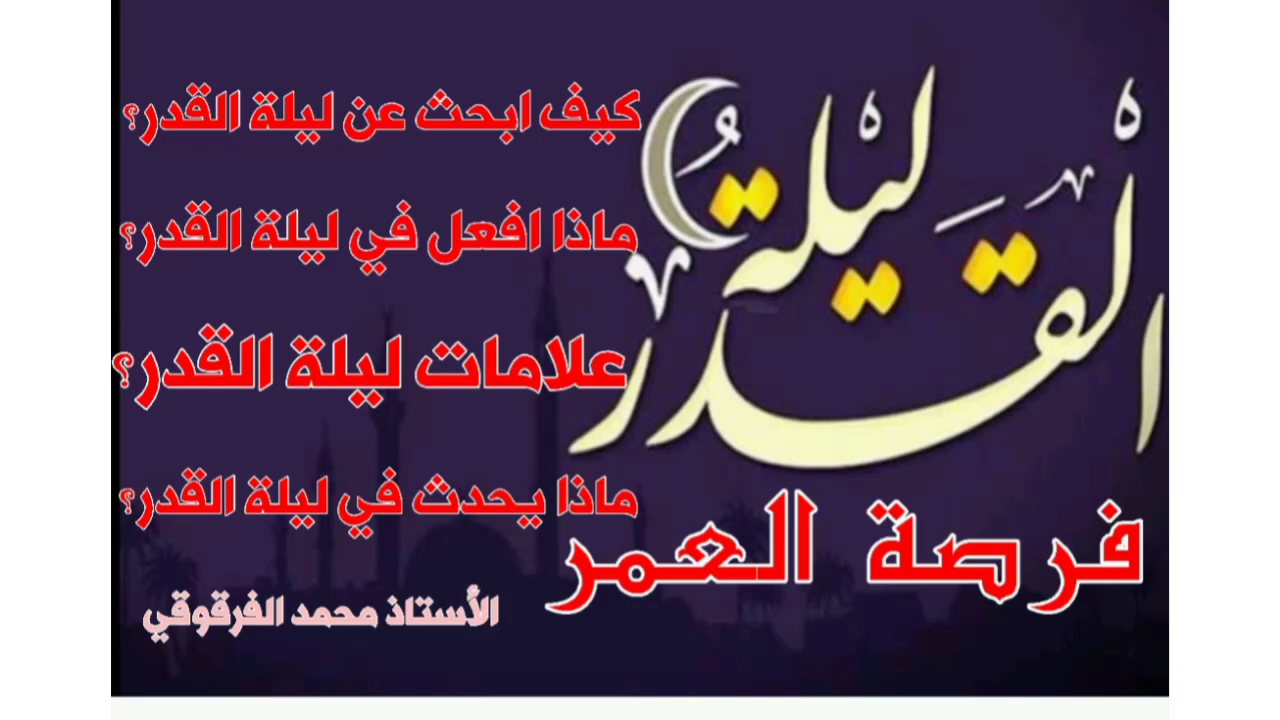 ليلة القدر
كيف ابحث عن ليلة القدر؟
ماذا افعل في ليلة القدر؟
علامات ليلة القدر؟
ماذا يحدث في ليلة القدر؟
فرصة العمر
الأستاذ محمد الفرقوقي